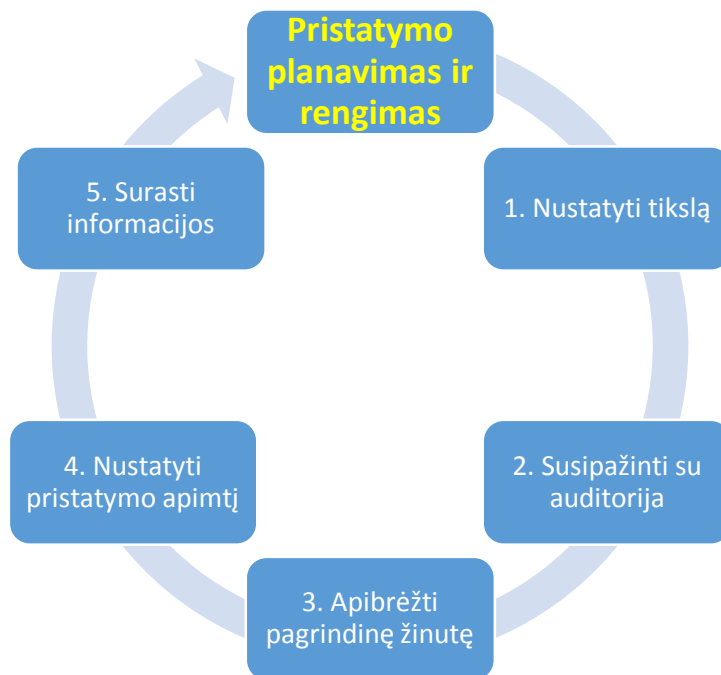 Pristatymo
planavimas ir
rengimas
1. Nustatyti tikslą
2. Susipažinti su
auditorija
3. Apibrėžti
pagrindinę žinutę
4. Nustatyti
pristatymo apimtį
5. Surasti
informacijos